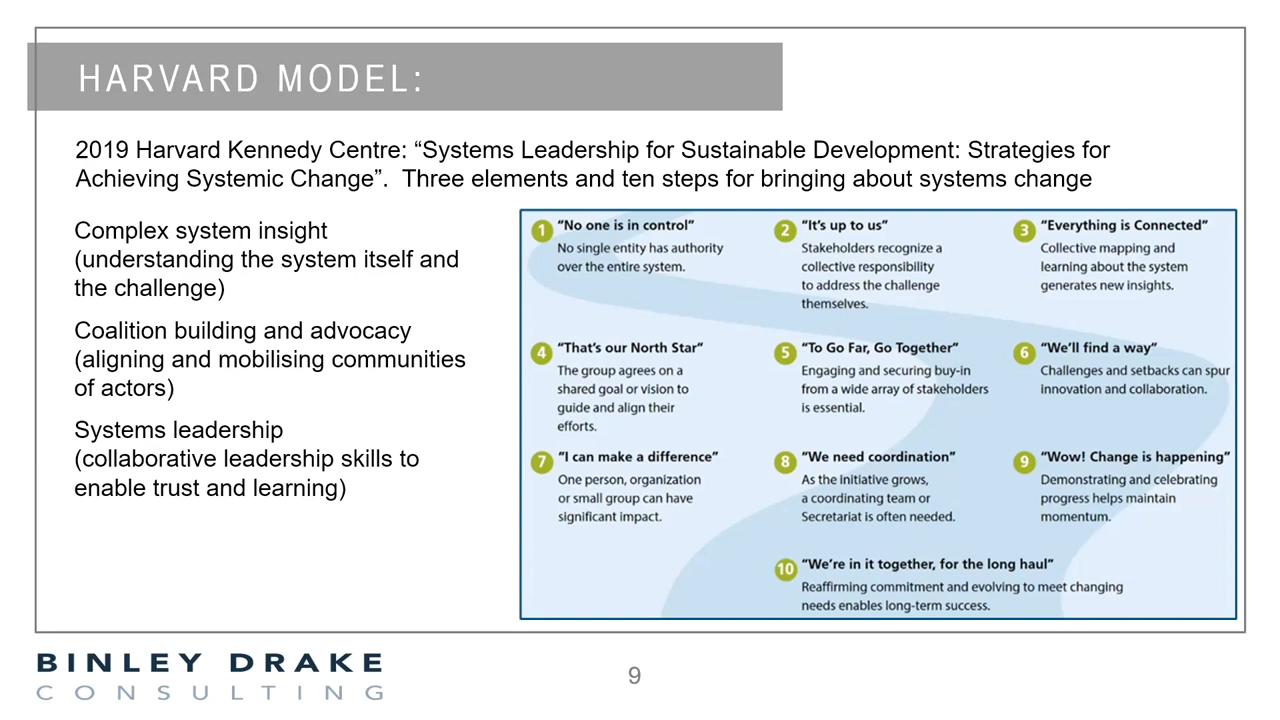 HARVARD MODEL:
2019 Harvard Kennedy Centre: “Systems Leadership for Sustainable Development: Strategies for
Achieving Systemic Change”.  Three elements and ten steps for bringing about systems change
Complex system insight
(understanding the system itself and
the challenge)
Coalition building and advocacy
(aligning and mobilising communities
of actors)
Systems leadership
(collaborative leadership skills to
enable trust and learning)
1 “No one is in control”
No single entity has authority
over the entire system.
2 “It’s up to us”
Stakeholders recognize a
collective responsibility
to address the challenge
themselves.
3 “Everything is Connected”
Collective mapping and
learning about the system
generates new insights.
4 “That’s our North Star”
The group agrees on a
shared goal or vision to
guide and align their
efforts.
5 “To Go Far, Go Together”
Engaging and securing buy-in
from a wide array of stakeholders
is essential.
6 “We’ll find a way”
Challenges and setbacks can spur
innovation and collaboration.
7 “I can make a difference”
One person, organization
or small group can have
significant impact.
8 “We need coordination”
As the initiative grows,
a coordinating team or
Secretariat is often needed.
9 “Wow! Change is happening”
Demonstrating and celebrating
progress helps maintain
momentum.
10 “We’re in it together, for the long haul”
Reaffirming commitment and evolving to meet changing
needs enables long-term success.
BINLEY DRAKE
CONSULTING
9